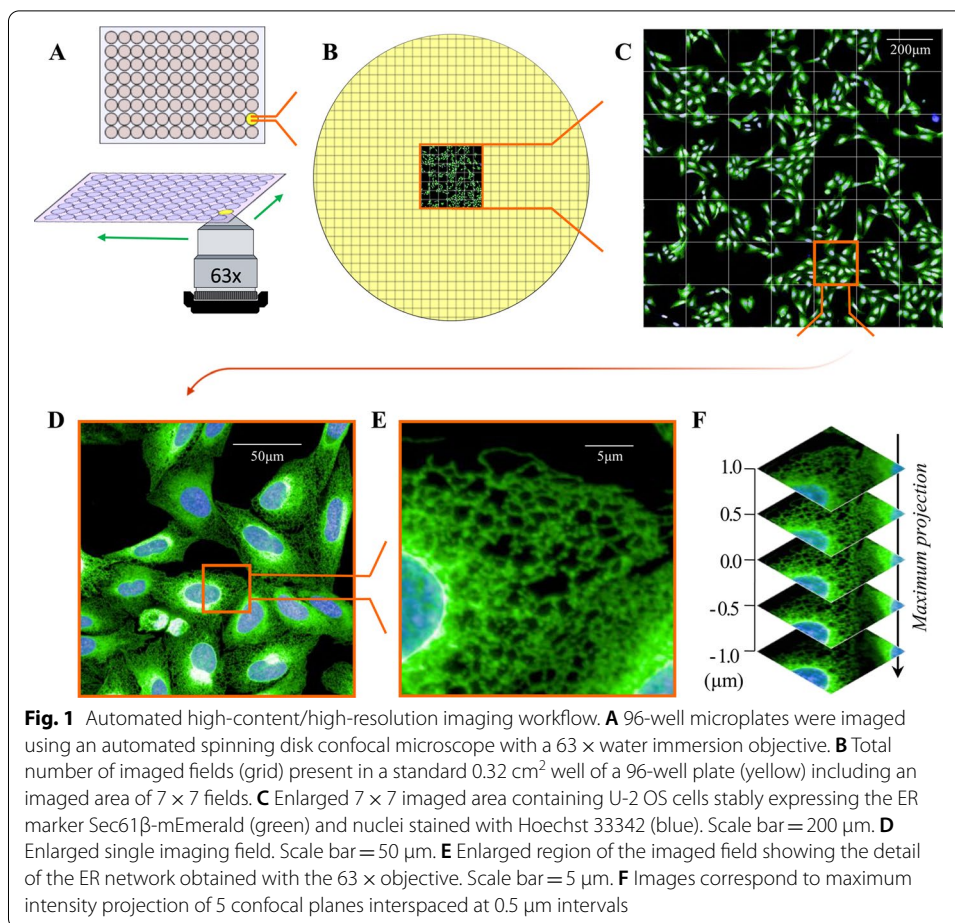 A
B
C
200μm
63x
D
E
F
50μm
5μm
1.0
0.5
0.0
-0.5
-1.0
(μm)
Maximum projection
Fig. 1 Automated high-content/high-resolution imaging workflow. A 96-well microplates were imaged
using an automated spinning disk confocal microscope with a 63 × water immersion objective. B Total
number of imaged fields (grid) present in a standard 0.32 cm² well of a 96-well plate (yellow) including an
imaged area of 7 × 7 fields. C Enlarged 7 × 7 imaged area containing U-2 OS cells stably expressing the ER
marker Sec61β-mEmerald (green) and nuclei stained with Hoechst 33342 (blue). Scale bar = 200 μm. D
Enlarged single imaging field. Scale bar = 50 μm. E Enlarged region of the imaged field showing the detail
of the ER network obtained with the 63 × objective. Scale bar = 5 μm. F Images correspond to maximum
intensity projection of 5 confocal planes interspaced at 0.5 μm intervals